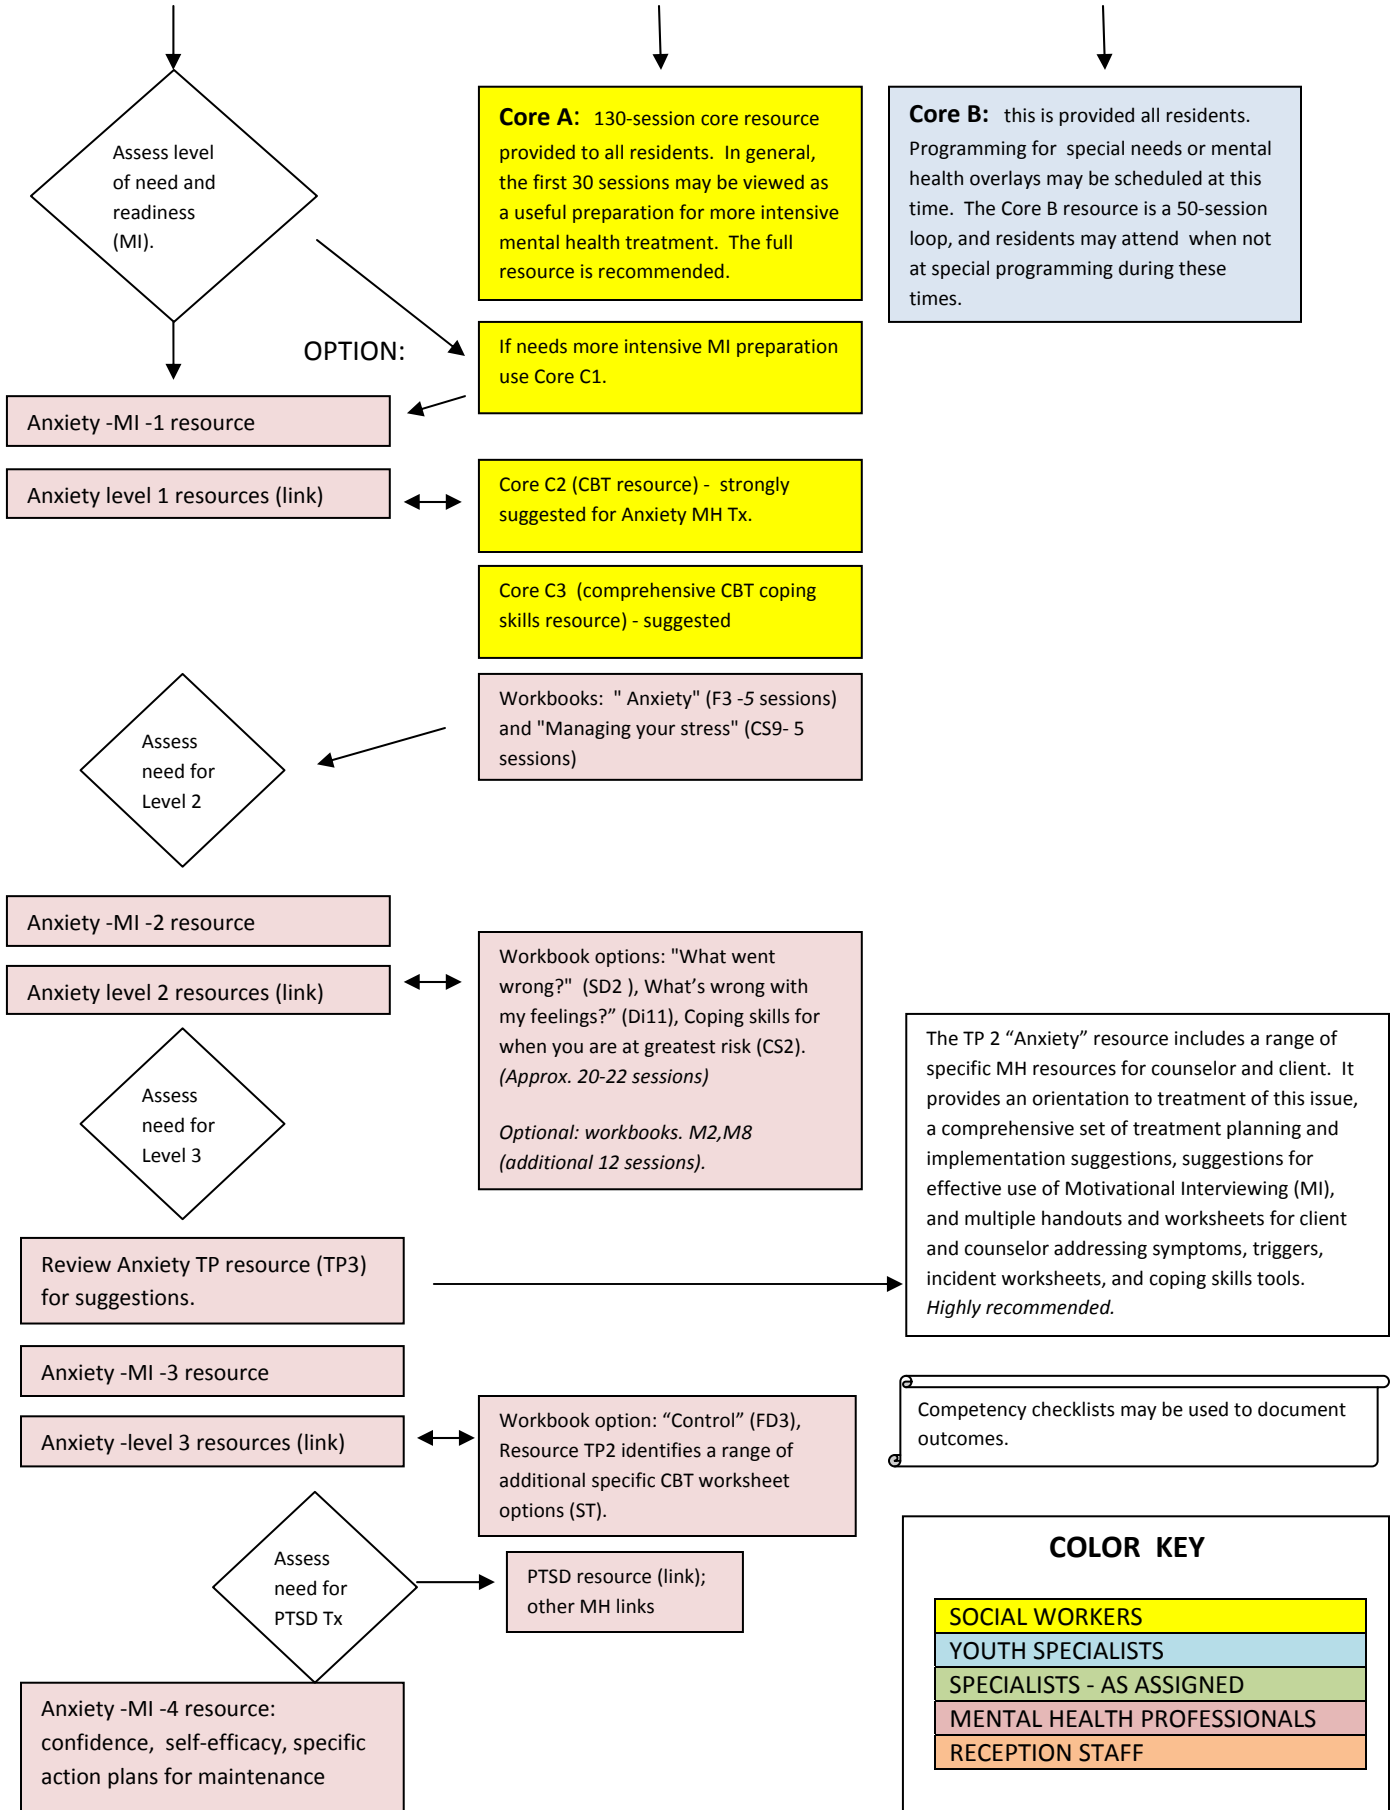 Assess level
of need and
readiness
(MI).
Core A: 130-session core resource
provided to all residents. In general,
the first 30 sessions may be viewed as
a useful preparation for more intensive
mental health treatment. The full
resource is recommended.
Core B: this is provided all residents.
Programming for special needs or mental
health overlays may be scheduled at this
time. The Core B resource is a 50-session
loop, and residents may attend when not
at special programming during these
times.
OPTION:
If needs more intensive MI preparation
use Core C1.
Anxiety -MI -1 resource
Anxiety level 1 resources (link)
Core C2 (CBT resource) - strongly
suggested for Anxiety MH Tx.
Core C3 (comprehensive CBT coping
skills resource) - suggested
Workbooks: " Anxiety" (F3 -5 sessions)
and "Managing your stress" (CS9- 5
sessions)
Assess
need for
Level 2
Anxiety -MI -2 resource
Anxiety level 2 resources (link)
Workbook options: "What went
wrong?" (SD2 ), What’s wrong with
my feelings?” (Di11), Coping skills for
when you are at greatest risk (CS2).
(Approx. 20-22 sessions)
Optional: workbooks. M2,M8
(additional 12 sessions).
Assess
need for
Level 3
The TP 2 “Anxiety” resource includes a range of
specific MH resources for counselor and client. It
provides an orientation to treatment of this issue,
a comprehensive set of treatment planning and
implementation suggestions, suggestions for
effective use of Motivational Interviewing (MI),
and multiple handouts and worksheets for client
and counselor addressing symptoms, triggers,
incident worksheets, and coping skills tools.
Highly recommended.
Review Anxiety TP resource (TP3)
for suggestions.
Anxiety -MI -3 resource
Anxiety -level 3 resources (link)
Workbook option: “Control” (FD3),
Resource TP2 identifies a range of
additional specific CBT worksheet
options (ST).
Competency checklists may be used to document
outcomes.
Assess
need for
PTSD Tx
PTSD resource (link);
other MH links
Anxiety -MI -4 resource:
confidence, self-efficacy, specific
action plans for maintenance
COLOR KEY
SOCIAL WORKERS
YOUTH SPECIALISTS
SPECIALISTS - AS ASSIGNED
MENTAL HEALTH PROFESSIONALS
RECEPTION STAFF